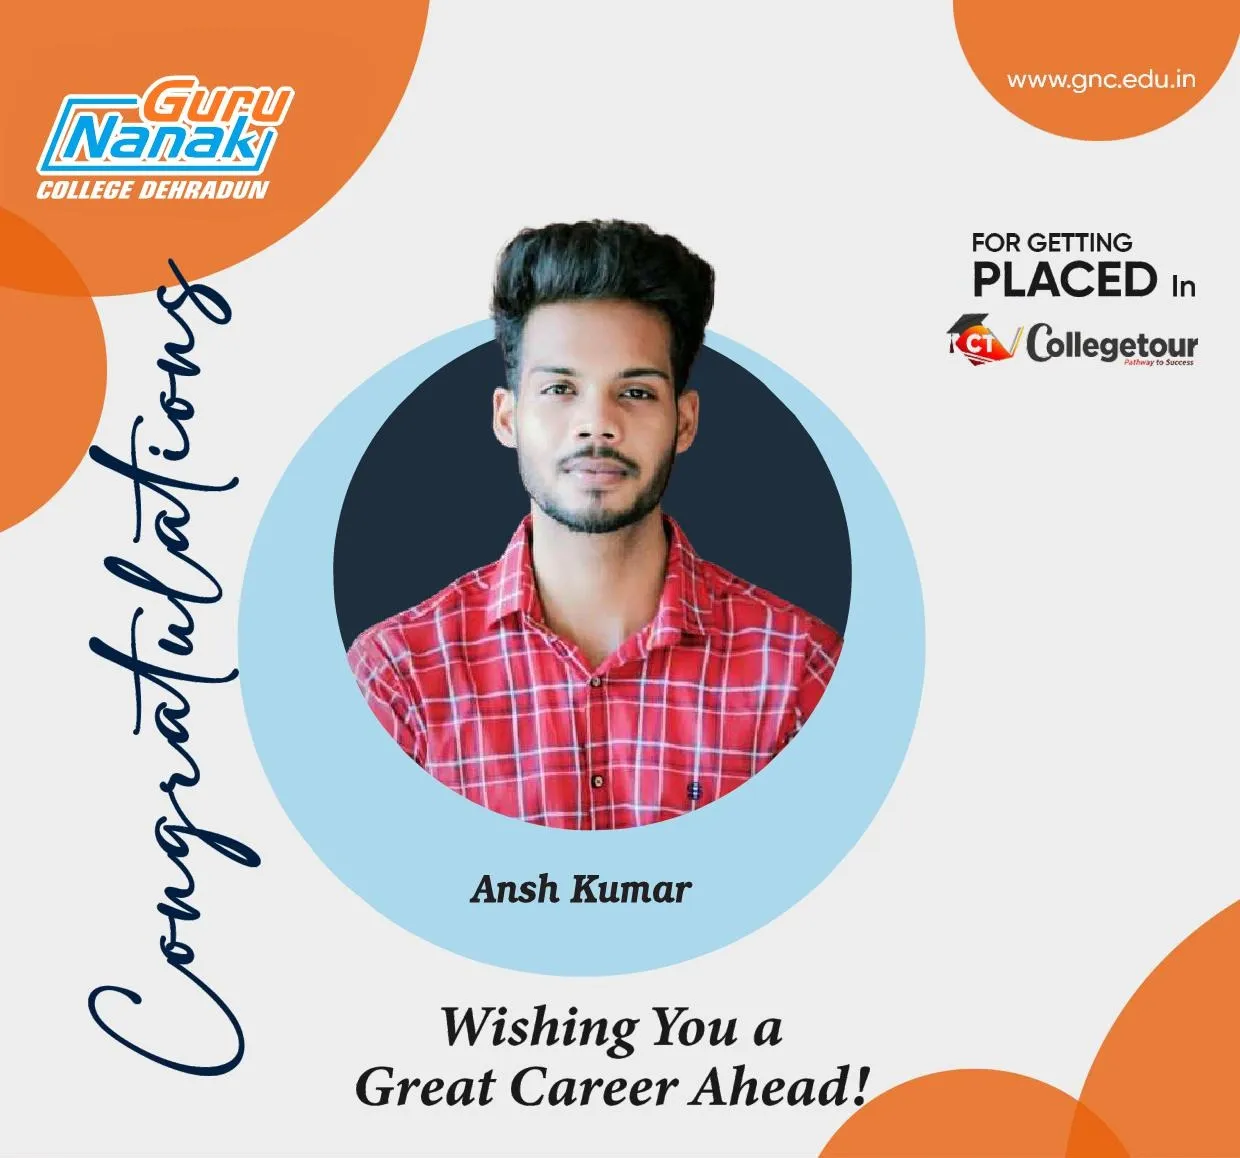 Guru
Nanak
COLLEGE DEHRADUN
www.gnc.edu.in
FOR GETTING
PLACED In
CT Collegetour
Pathway to Success
Congratulations
Ansh Kumar
Wishing You a
Great Career Ahead!